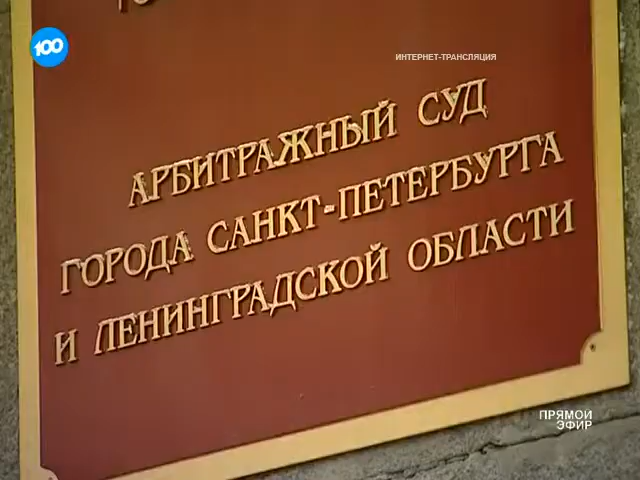 100
ИНТЕРНЕТ-ТРАНСЛЯЦИЯ
АРБИТРАЖНЫЙ СУД
ГОРОДА САНКТ-ПЕТЕРБУРГА
И ЛЕНИНГРАДСКОЙ ОБЛАСТИ
ПРЯМОЙ
ЭФИР